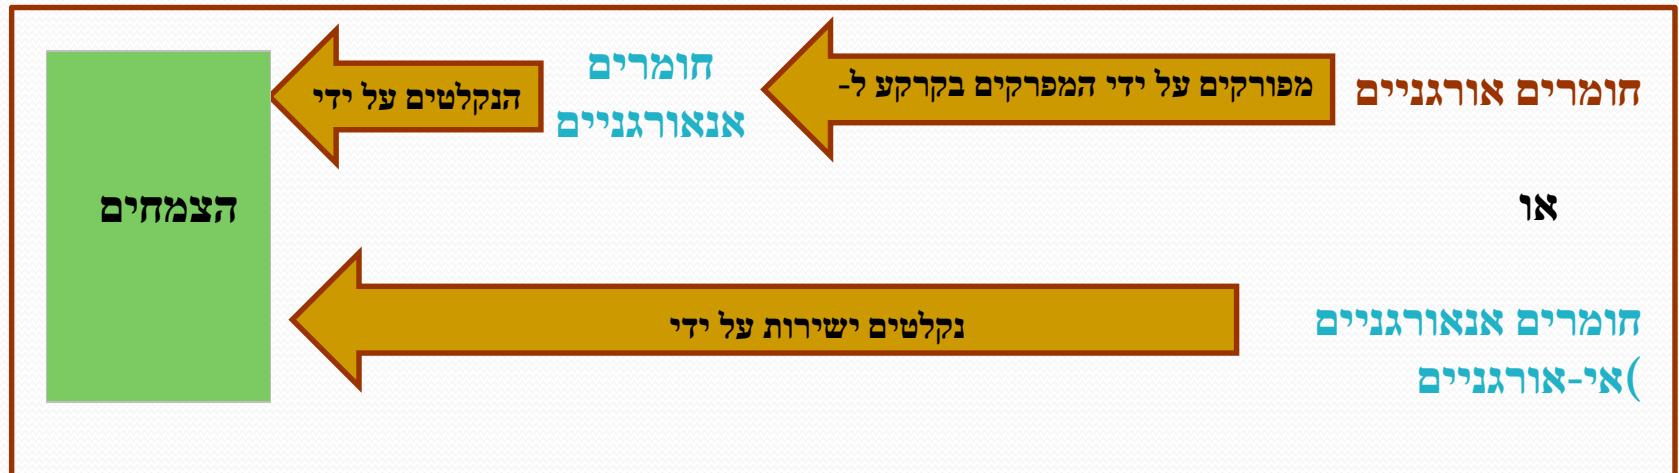 חומרים אורגניים
מפורקים על ידי המפרקים בקרקע ל-
חומרים
אנאורגניים
הנקלטים על ידי
הצמחים
או
חומרים אנאורגניים
(אי-אורגניים(
נקלטים ישירות על ידי